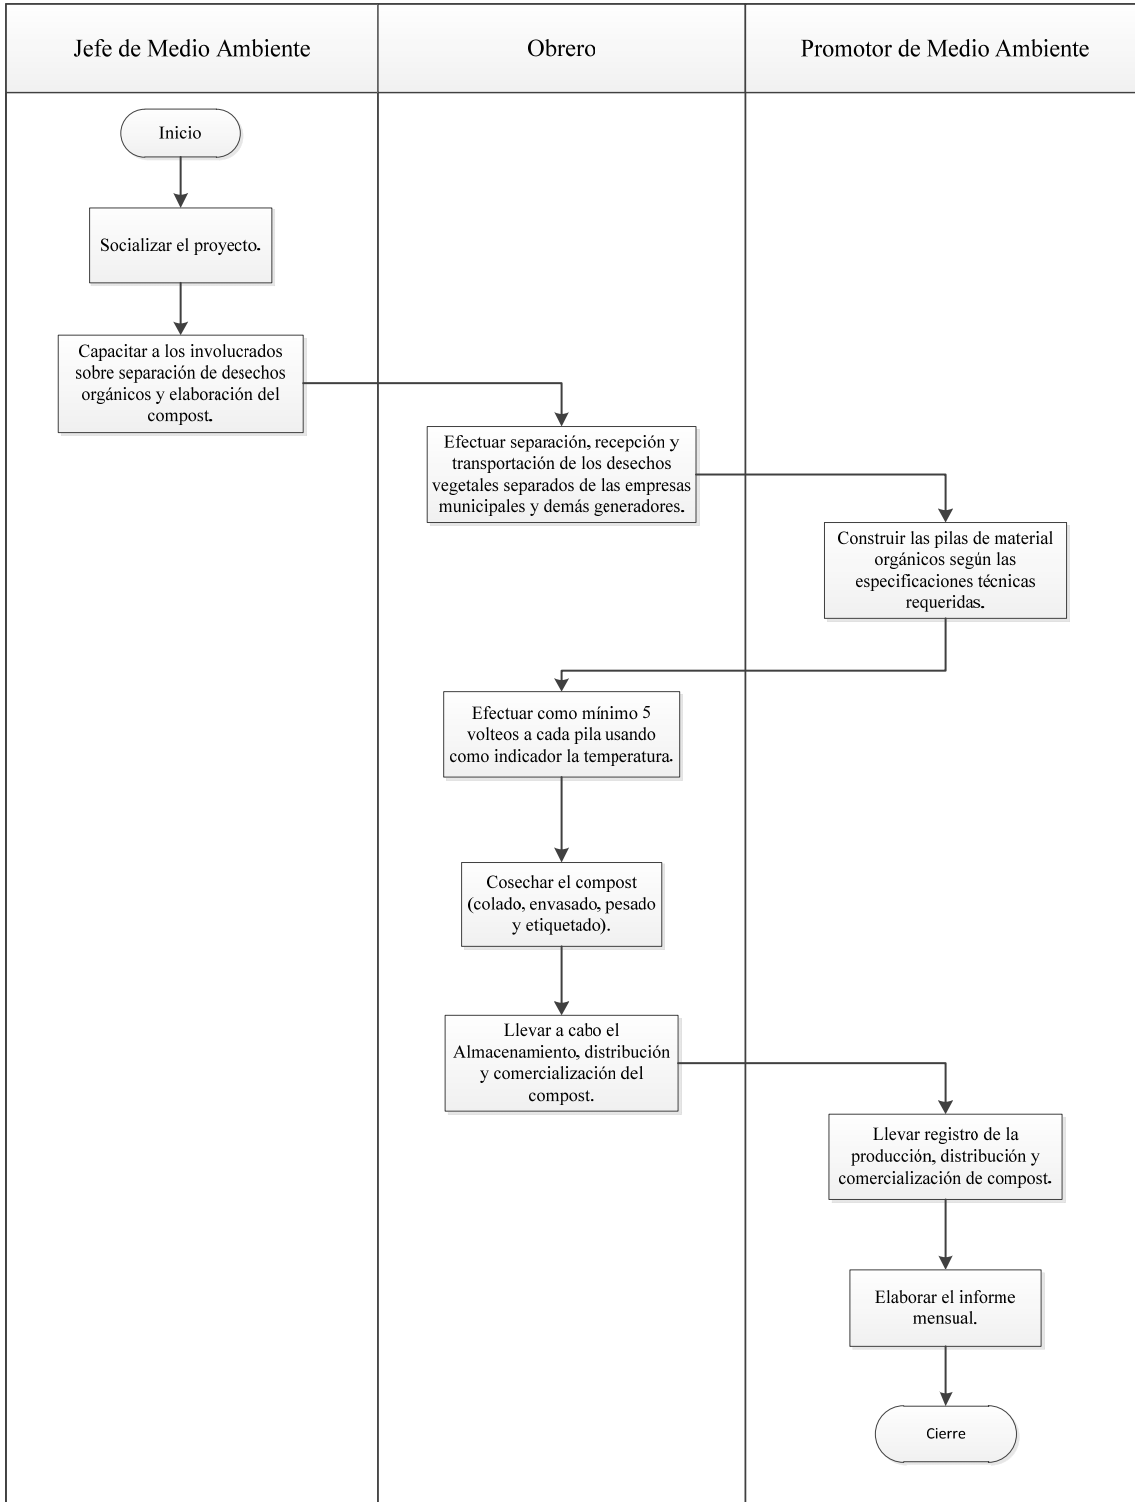 Jefe de Medio Ambiente
Obrero
Promotor de Medio Ambiente
Inicio
Socializar el proyecto.
Capacitar a los involucrados
sobre separación de desechos
orgánicos y elaboración del
compost.
Efectuar separación, recepción y
transportación de los desechos
vegetales separados de las empresas
municipales y demás generadores.
Construir las pilas de material
orgánicos según las
especificaciones técnicas
requeridas.
Efectuar como mínimo 5
volteos a cada pila usando
como indicador la temperatura.
Cosechar el compost
(colado, envasado, pesado
y etiquetado).
Llevar a cabo el
Almacenamiento, distribución
y comercialización del
compost.
Llevar registro de la
producción, distribución y
comercialización de compost.
Elaborar el informe
mensual.
Cierre